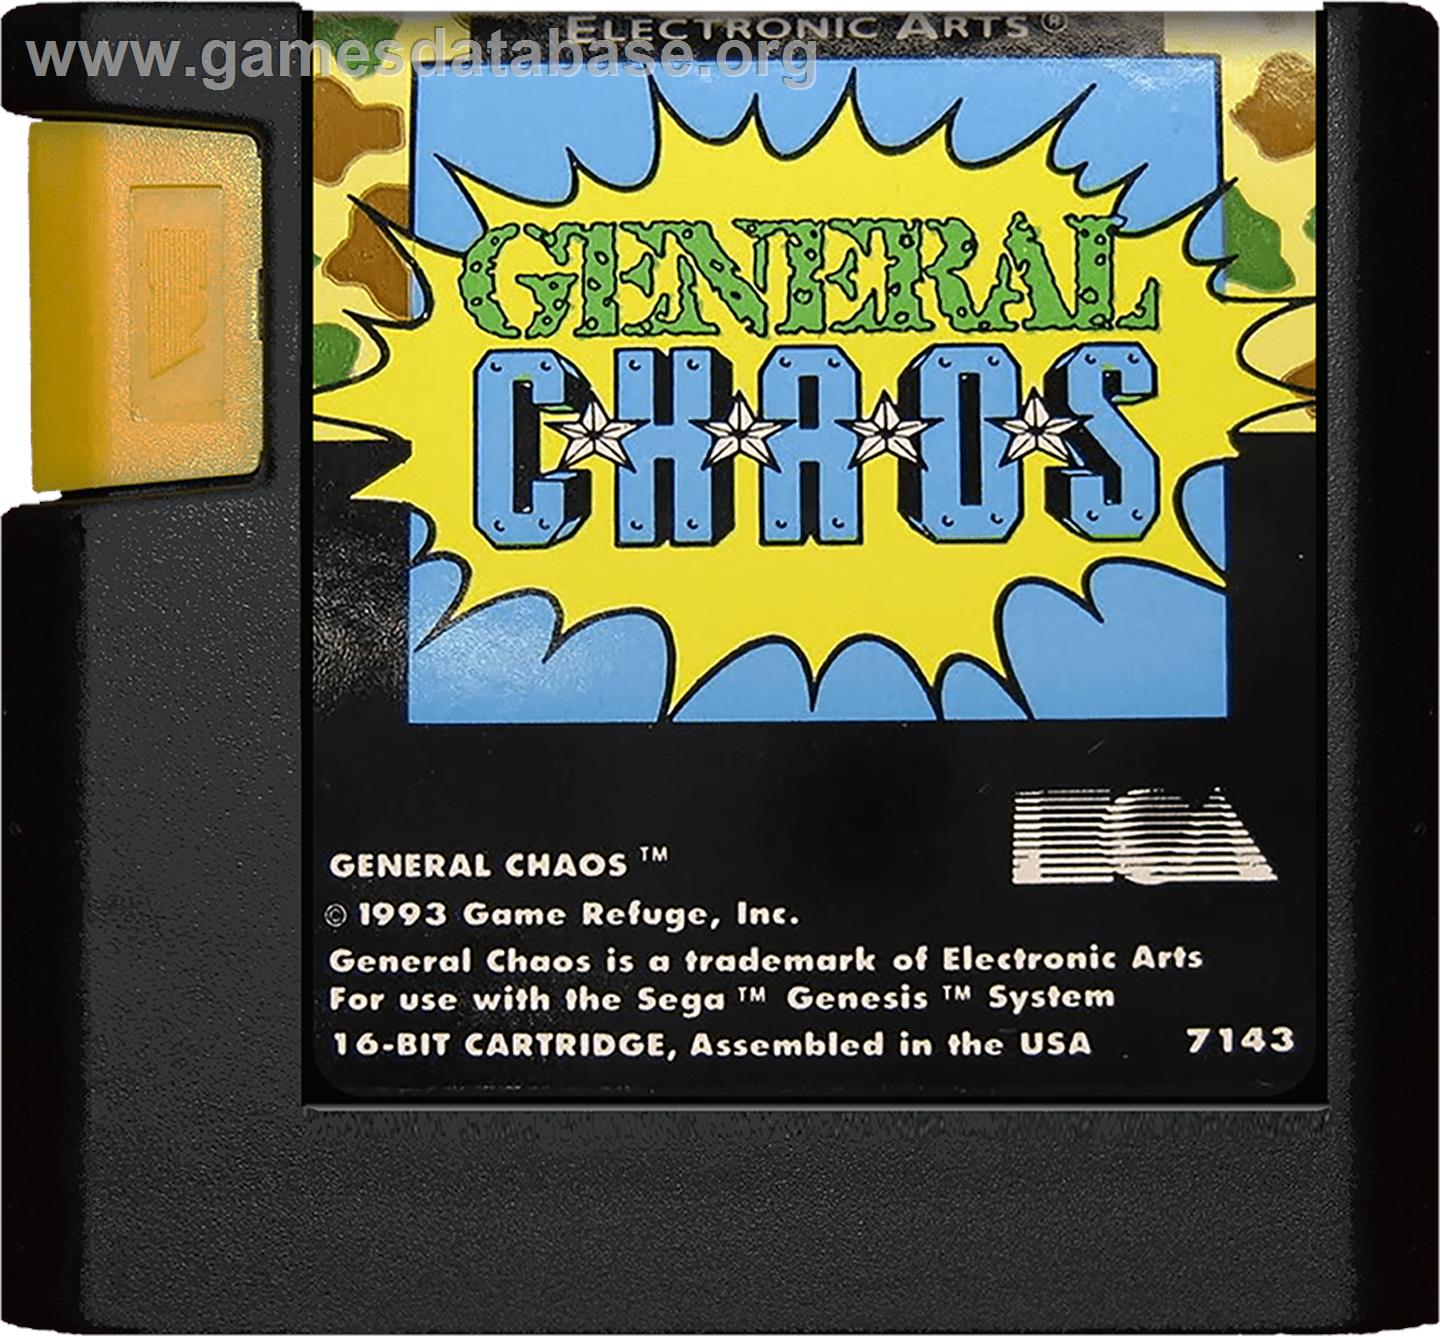 ELECTRONIC ARTS®
www.gamesdatabase.org
GENERAL
CHAOS
EA
GENERAL CHAOS ™
© 1993 Game Refuge, Inc.
General Chaos is a trademark of Electronic Arts
For use with the Sega ™ Genesis ™ System
16-BIT CARTRIDGE, Assembled in the USA 7143